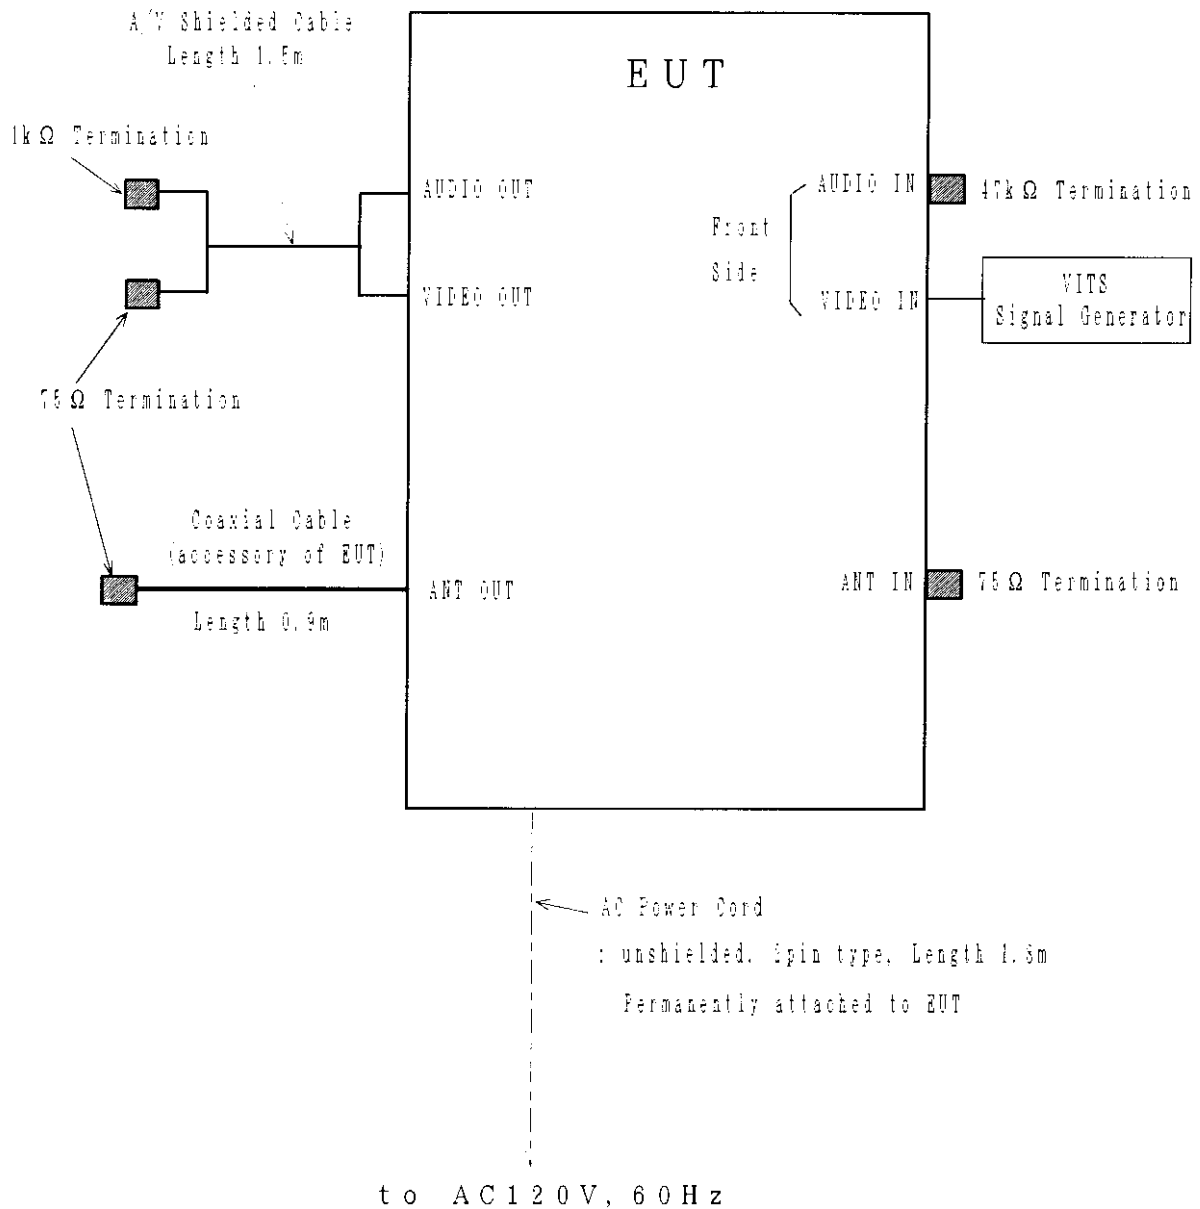 A/V Shielded Cable
Length 1.5m
EUT
1kΩ Termination
AUDIO OUT
AUDIO IN
47kΩ Termination
Front
Side
VIDEO OUT
VIDEO IN
VITS
Signal Generator
75Ω Termination
Coaxial Cable
(accessory of EUT)
ANT OUT
Length 0.9m
ANT IN
75Ω Termination
AC Power Cord
: unshielded, 2pin type, Length
Permanently attached to EUT
to AC120V, 60Hz